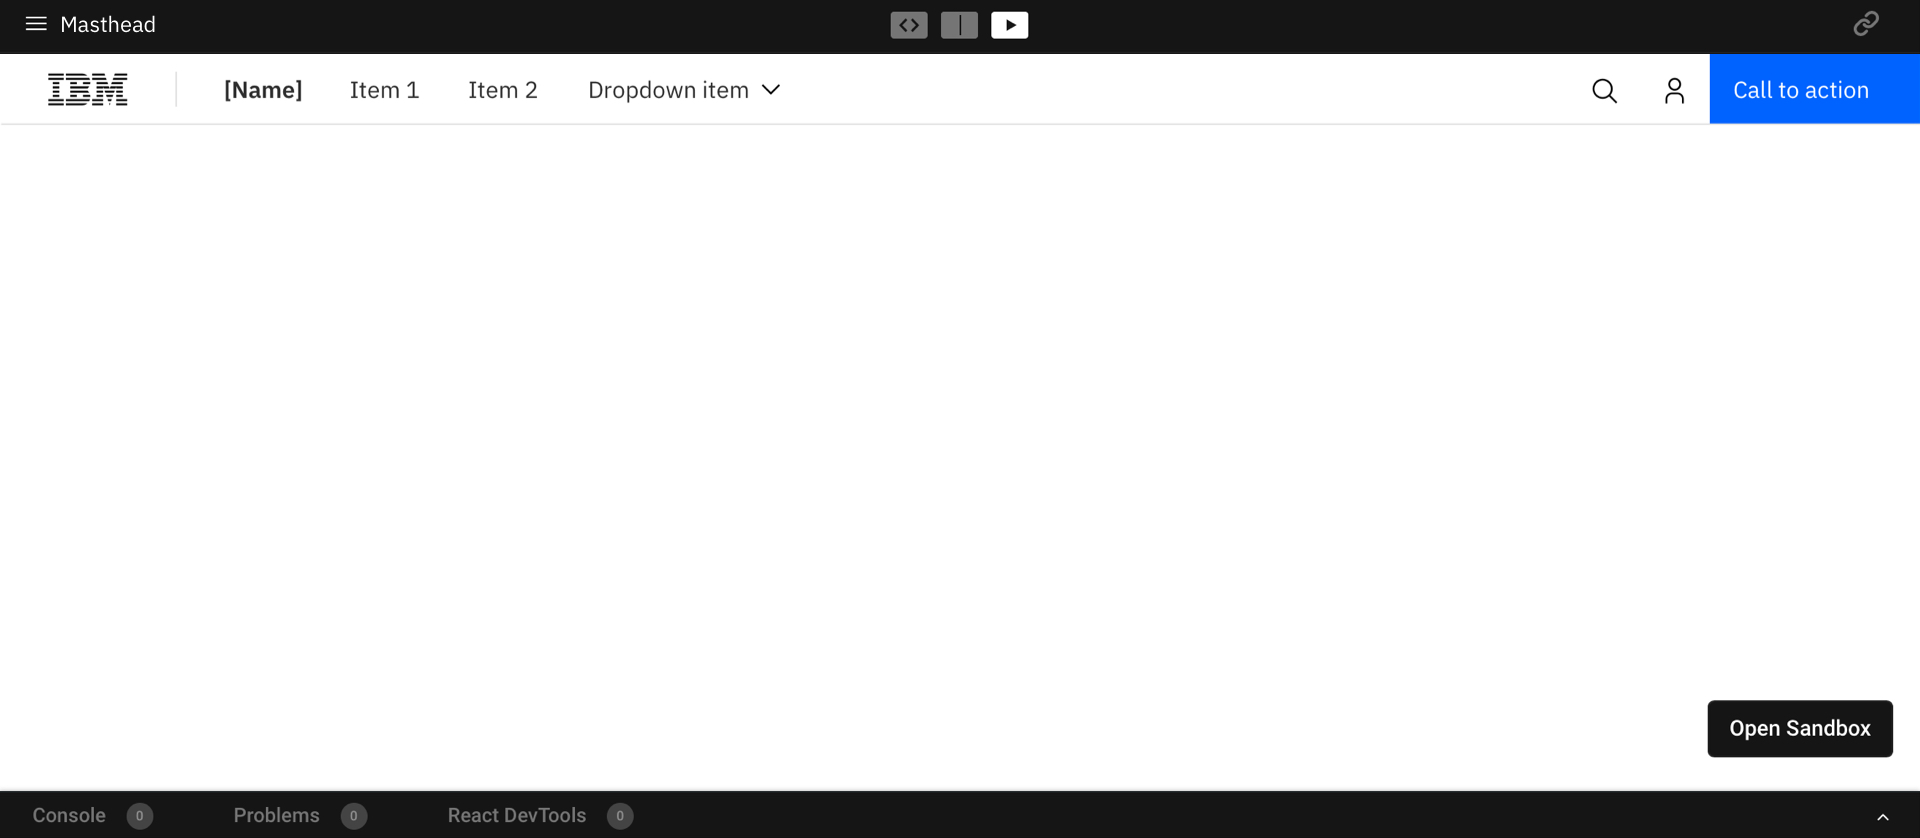 Masthead
IBM [Name] Item 1 Item 2 Dropdown item Call to action
Open Sandbox
Console 0 Problems 0 React DevTools 0